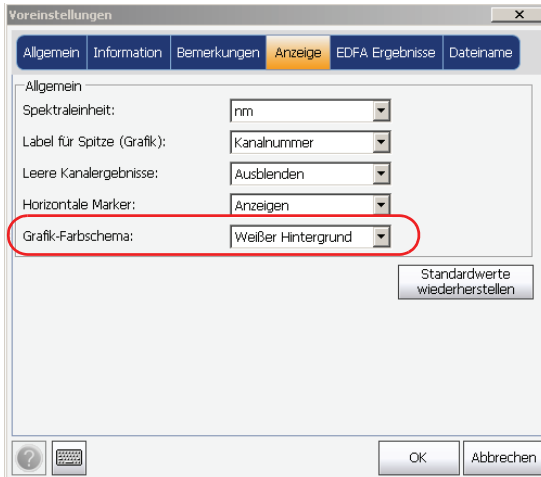 Voreinstellungen
x
Allgemein Information Bemerkungen Anzeige EDFA Ergebnisse Dateiname
Allgemein
Spektraleinheit: nm
Label für Spitze (Grafik): Kanalnummer
Leere Kanalergebnisse: Ausblenden
Horizontale Marker: Anzeigen
Grafik-Farbschema: Weißer Hintergrund
Standardwerte
wiederherstellen
? OK Abbrechen